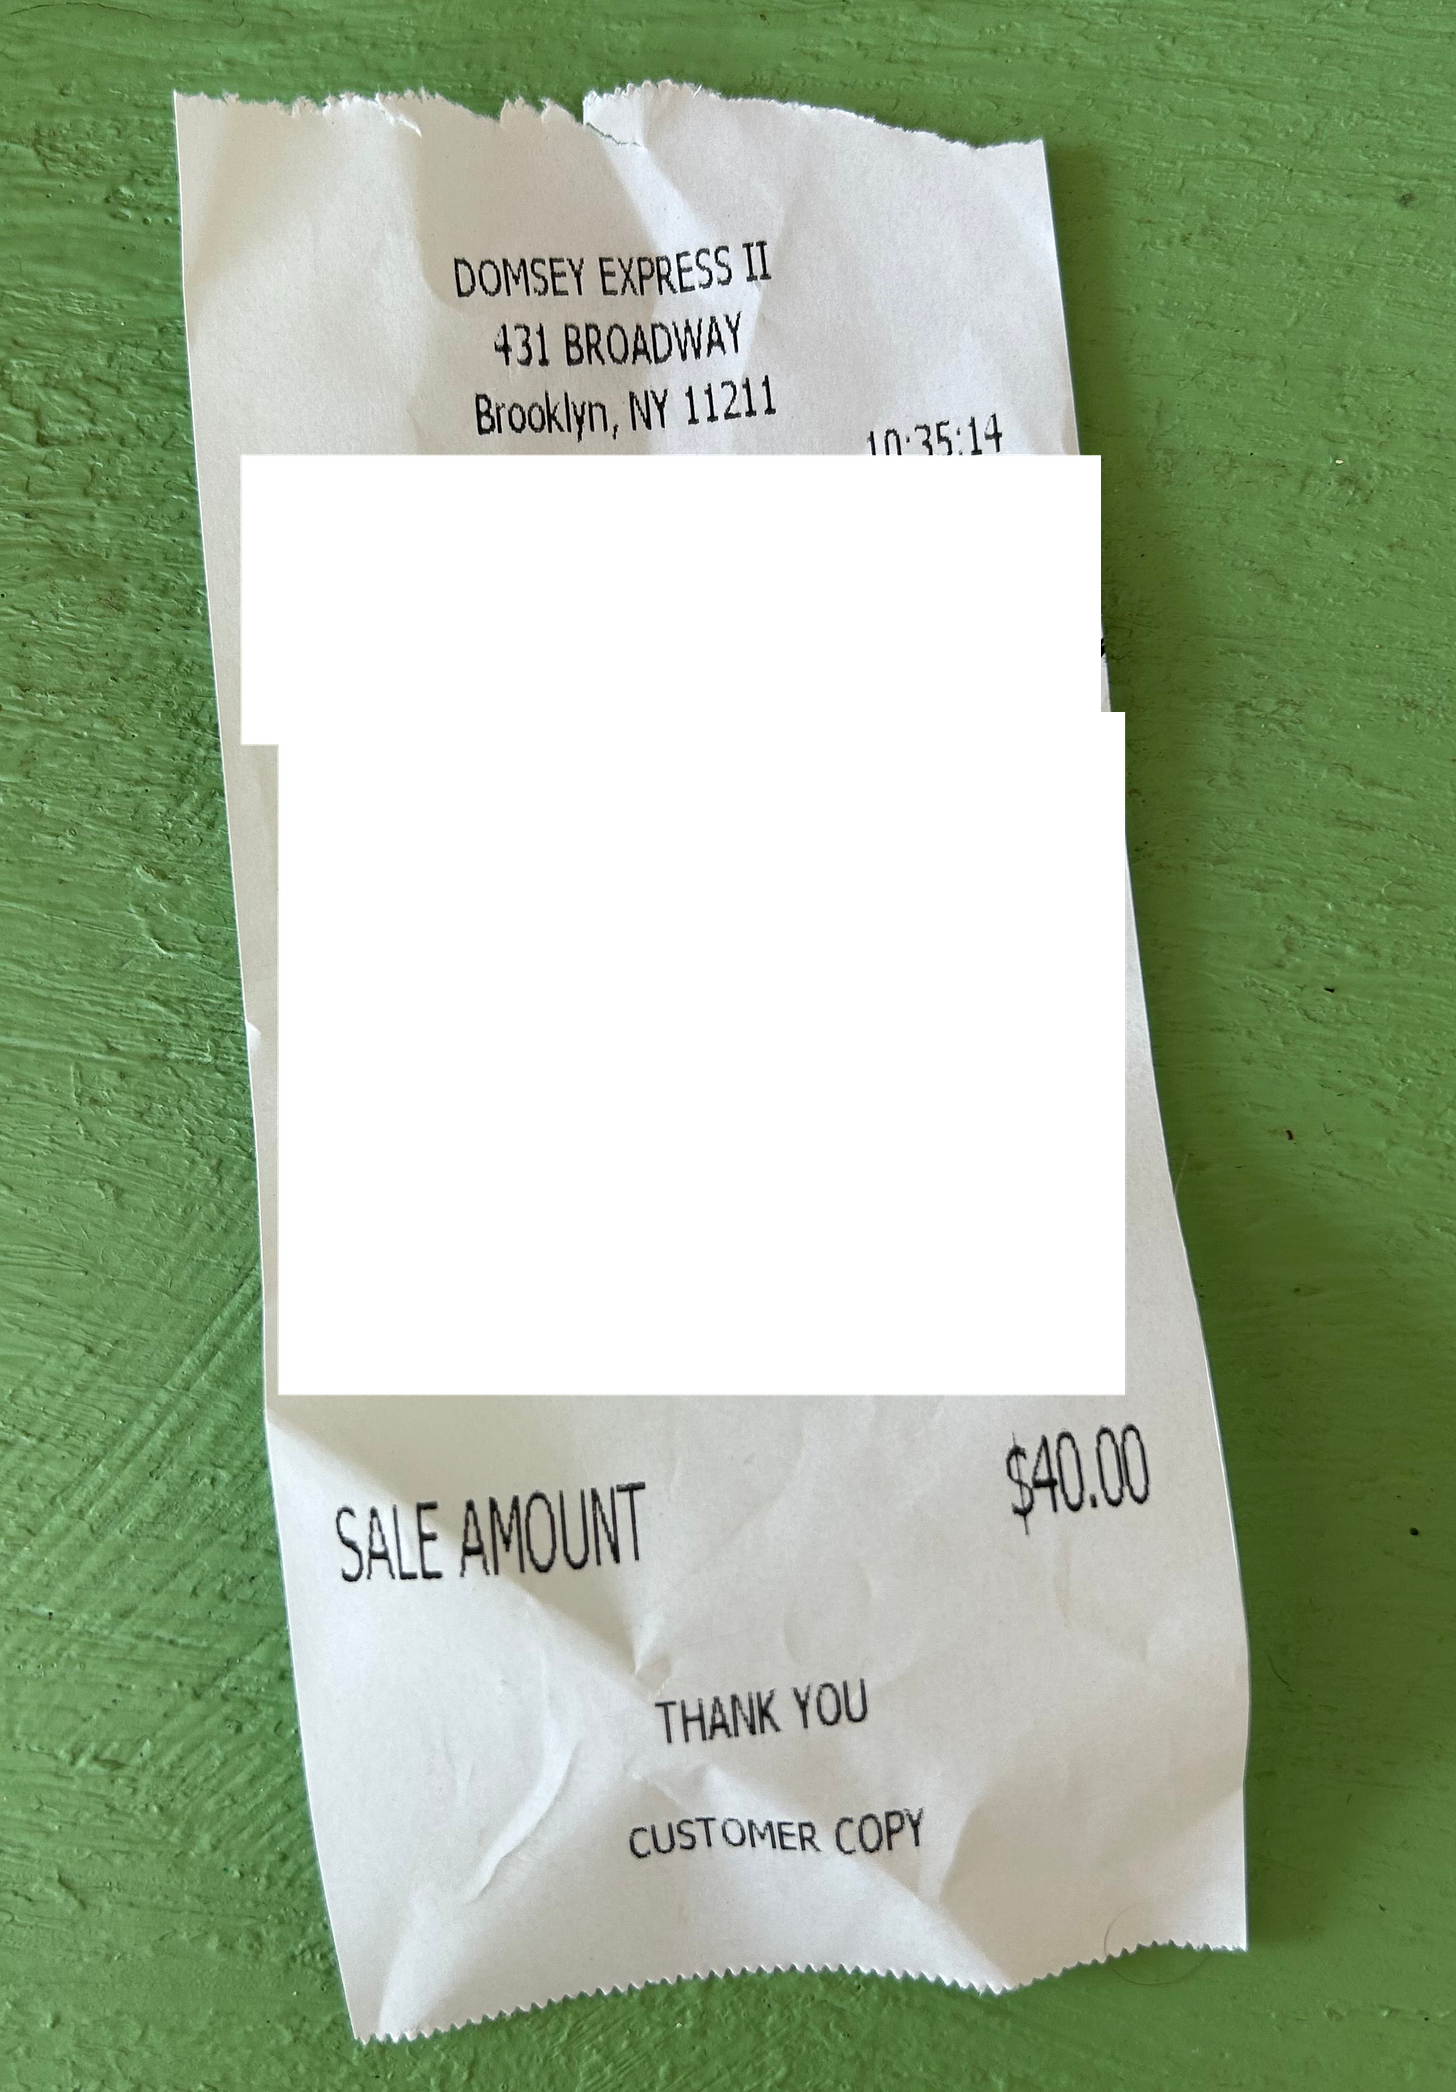 DOMSEY EXPRESS II
431 BROADWAY
Brooklyn, NY 11211
10:35:14
SALE AMOUNT $40.00
THANK YOU
CUSTOMER COPY